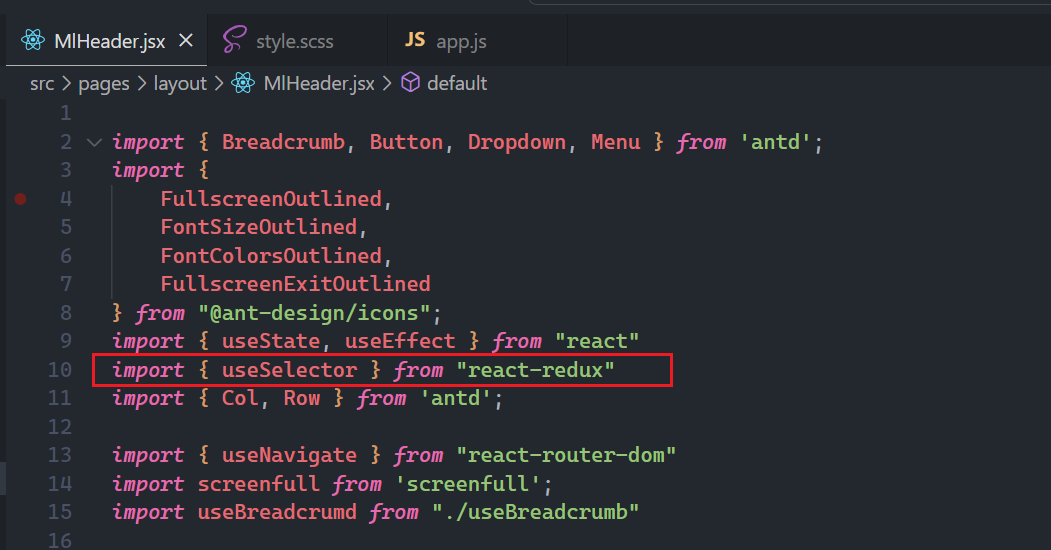 MlHeader.jsx style.scss JS app.js
src > pages > layout > MlHeader.jsx > default
1
2 import { Breadcrumb, Button, Dropdown, Menu } from 'antd';
3 import {
4 FullscreenOutlined,
5 FontSizeOutlined,
6 FontColorsOutlined,
7 FullscreenExitOutlined
8 } from "@ant-design/icons";
9 import { useState, useEffect } from "react"
10 import { useSelector } from "react-redux"
11 import { Col, Row } from 'antd';
12
13 import { useNavigate } from "react-router-dom"
14 import screenfull from 'screenfull';
15 import useBreadcrumd from "./useBreadcrumb"
16